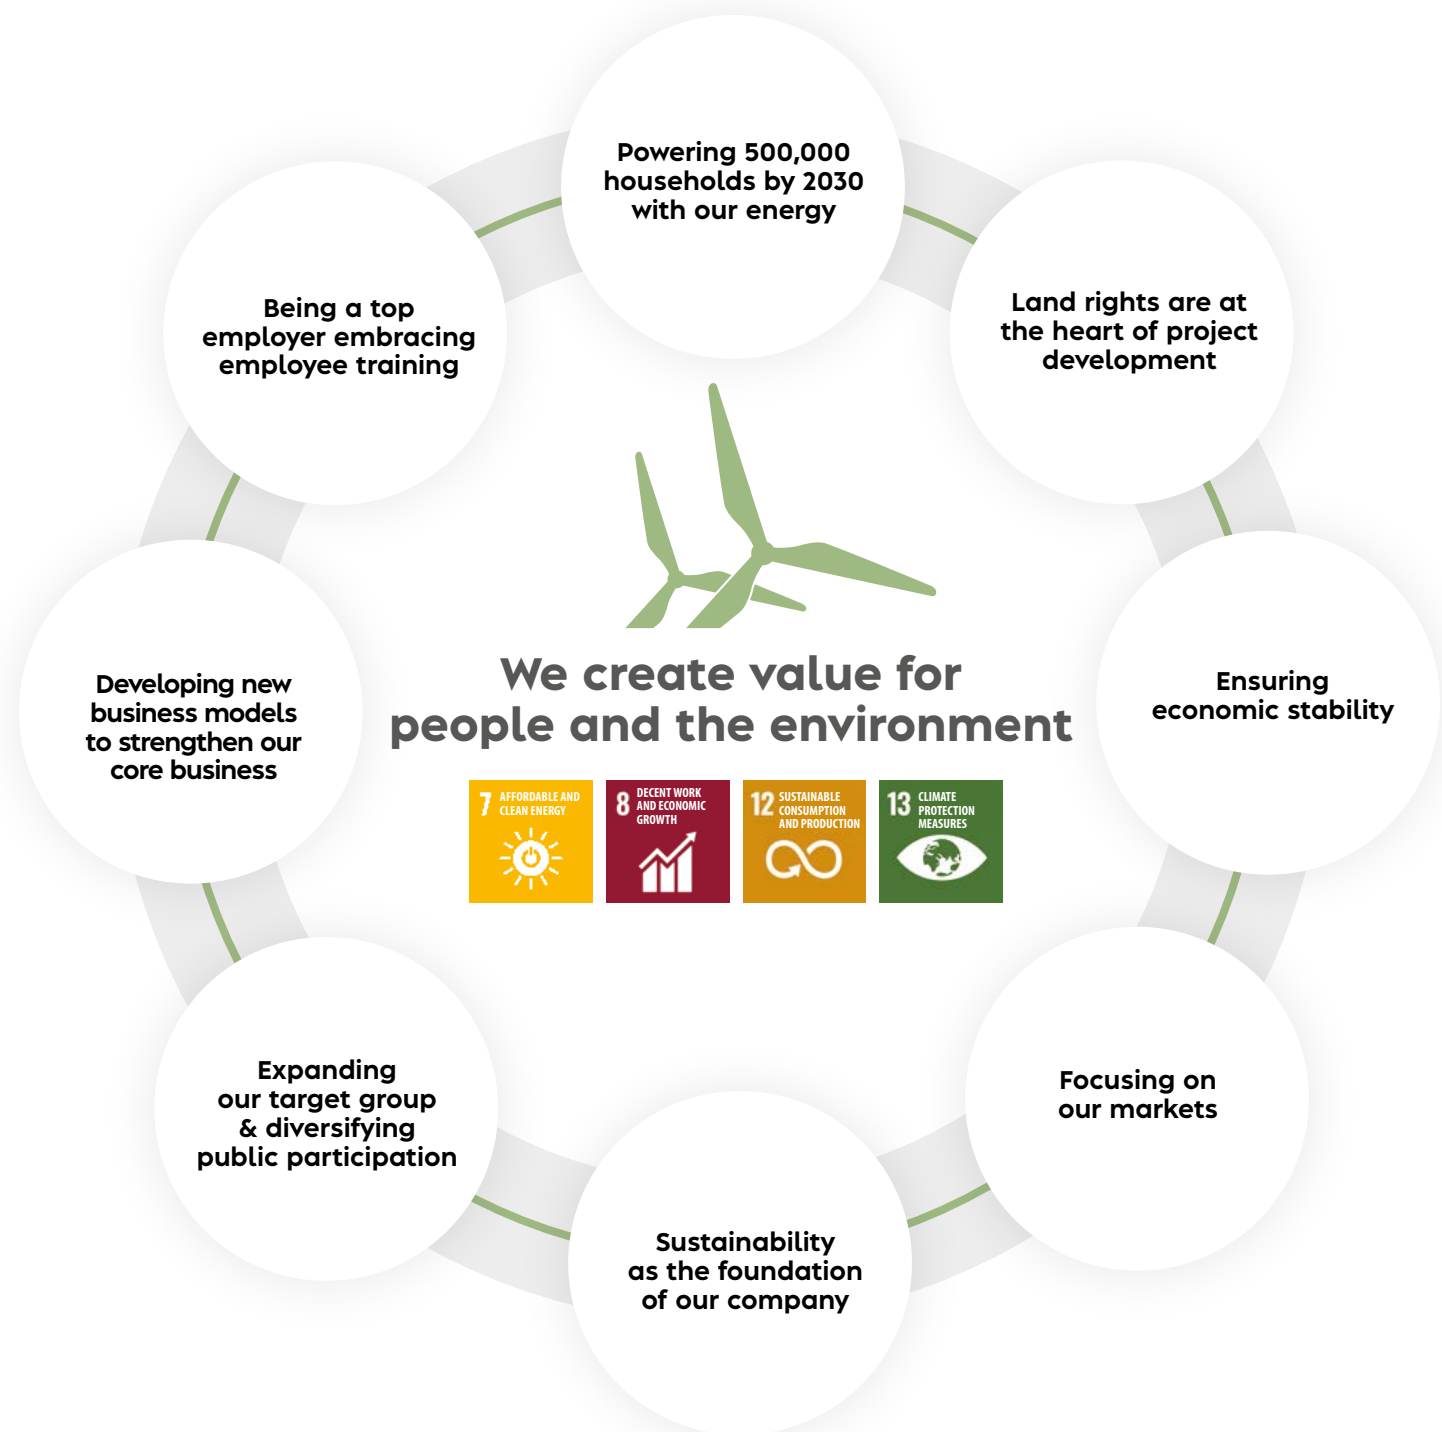 Powering 500,000
households by 2030
with our energy
Land rights are at
the heart of project
development
Ensuring
economic stability
Focusing on
our markets
Sustainability
as the foundation
of our company
Expanding
our target group
& diversifying
public participation
Developing new
business models
to strengthen our
core business
Being a top
employer embracing
employee training
We create value for
people and the environment
7 AFFORDABLE AND
CLEAN ENERGY
8 DECENT WORK
AND ECONOMIC
GROWTH
12 SUSTAINABLE
CONSUMPTION
AND PRODUCTION
13 CLIMATE
PROTECTION
MEASURES